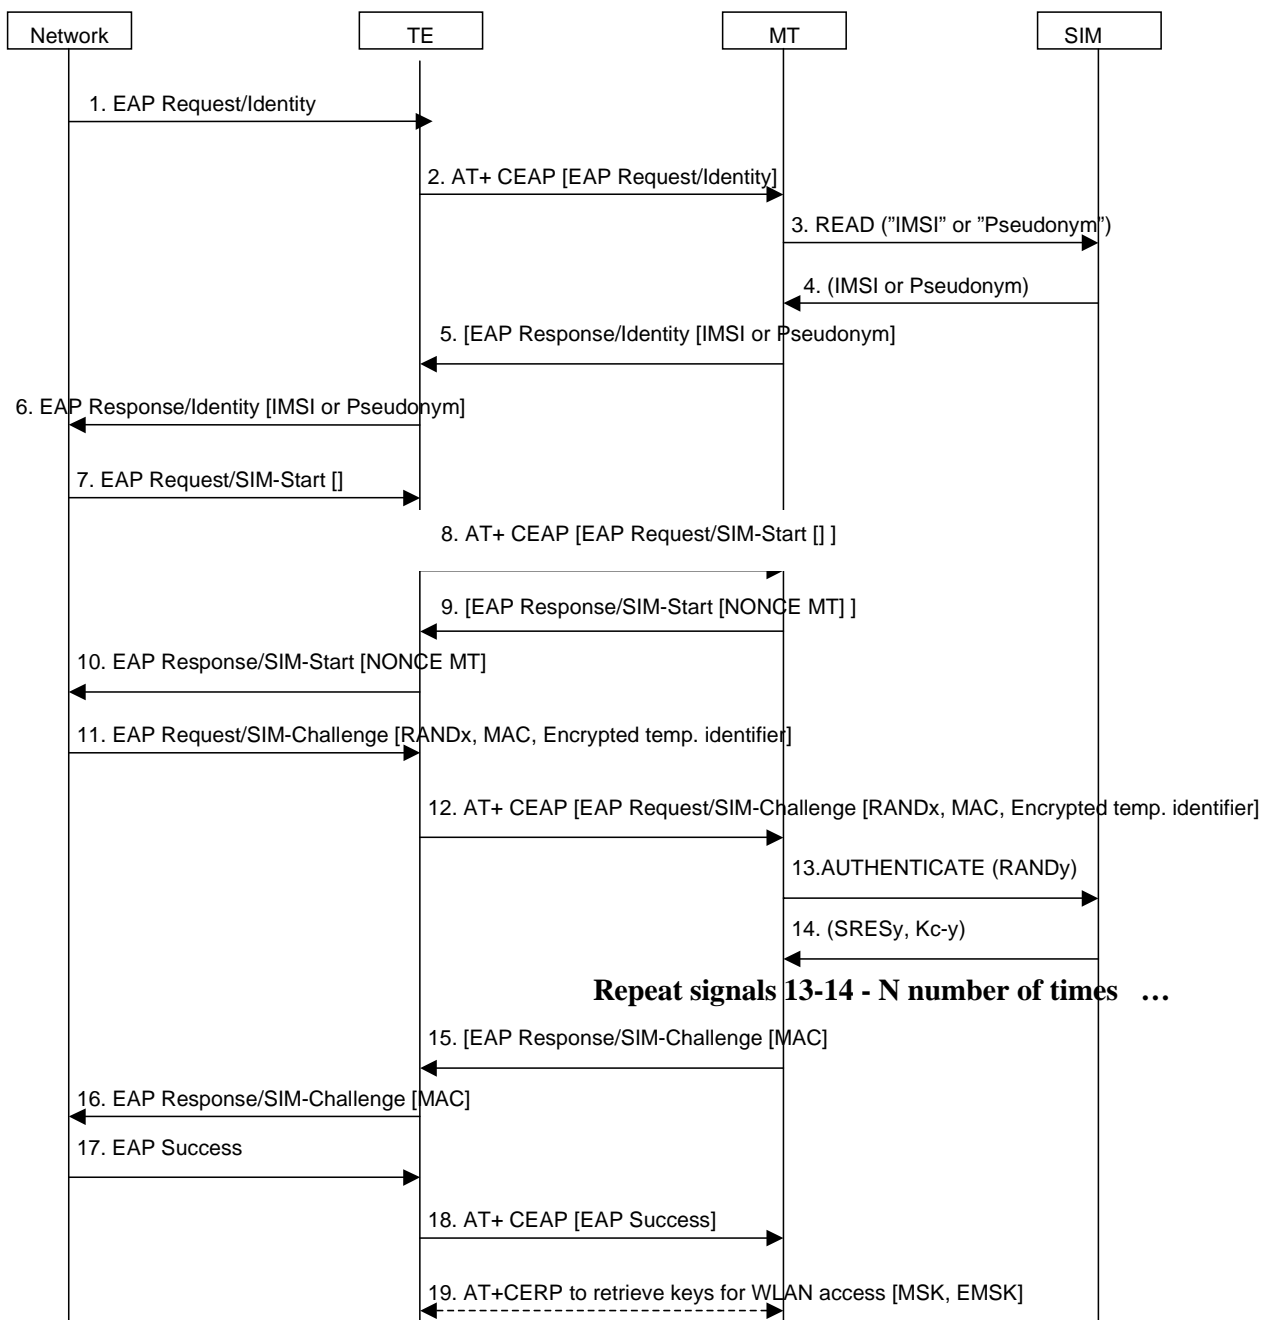 Network
TE
MT
SIM
1. EAP Request/Identity
2. AT+ CEAP [EAP Request/Identity]
3. READ (”IMSI” or ”Pseudonym”)
4. (IMSI or Pseudonym)
5. [EAP Response/Identity [IMSI or Pseudonym]
6. EAP Response/Identity [IMSI or Pseudonym]
7. EAP Request/SIM-Start []
8. AT+ CEAP [EAP Request/SIM-Start [] ]
9. [EAP Response/SIM-Start [NONCE MT] ]
10. EAP Response/SIM-Start [NONCE MT]
11. EAP Request/SIM-Challenge [RANDx, MAC, Encrypted temp. identifier]
12. AT+ CEAP [EAP Request/SIM-Challenge [RANDx, MAC, Encrypted temp. identifier]
13.AUTHENTICATE (RANDy)
14. (SRESy, Kc-y)
Repeat signals 13-14 - N number of times …
15. [EAP Response/SIM-Challenge [MAC]
16. EAP Response/SIM-Challenge [MAC]
17. EAP Success
18. AT+ CEAP [EAP Success]
19. AT+CERP to retrieve keys for WLAN access [MSK, EMSK]